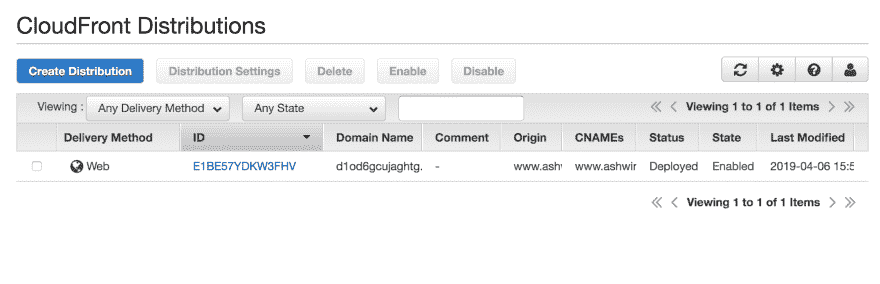 CloudFront Distributions
Create Distribution Distribution Settings Delete Enable Disable
Viewing : Any Delivery Method Any State Viewing 1 to 1 of 1 Items
Delivery Method ID Domain Name Comment Origin CNAMEs Status State Last Modified
Web E1BE57YDKW3FHV d1od6gcujaghtg. - www.ash www.ashwir Deployed Enabled 2019-04-06 15:5
Viewing 1 to 1 of 1 Items